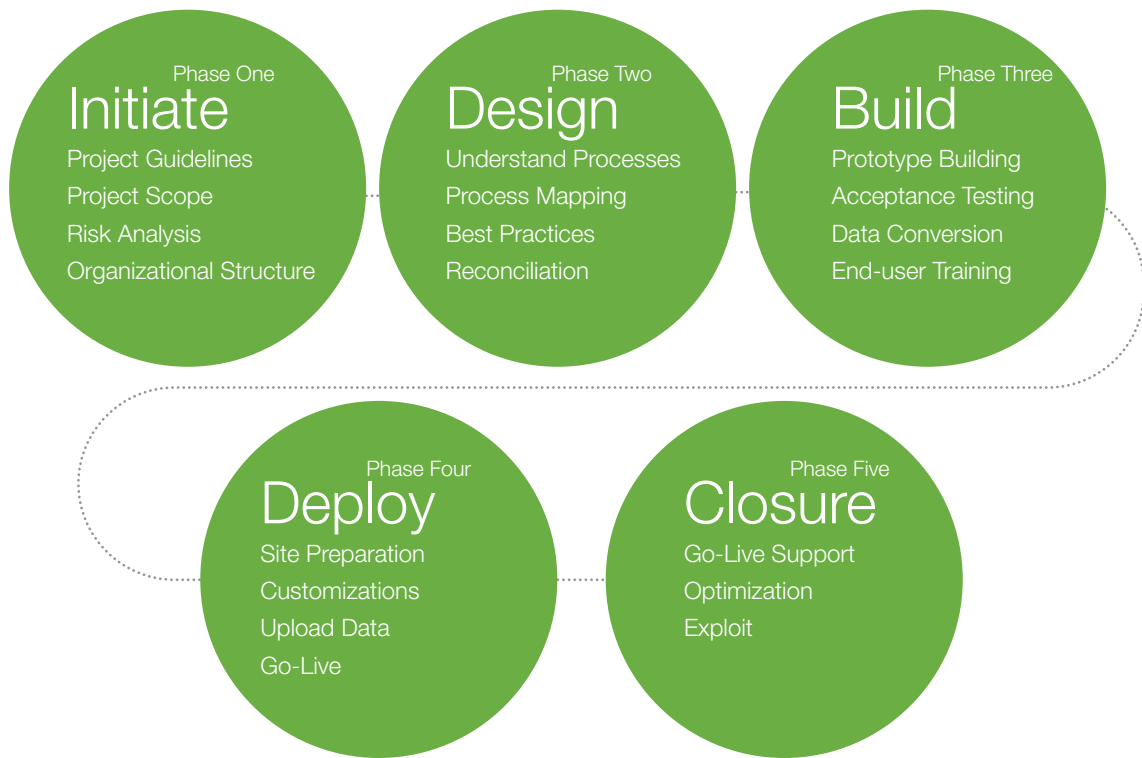 Phase One
Initiate
Project Guidelines
Project Scope
Risk Analysis
Organizational Structure
Phase Two
Design
Understand Processes
Process Mapping
Best Practices
Reconciliation
Phase Three
Build
Prototype Building
Acceptance Testing
Data Conversion
End-user Training
Phase Four
Deploy
Site Preparation
Customizations
Upload Data
Go-Live
Phase Five
Closure
Go-Live Support
Optimization
Exploit